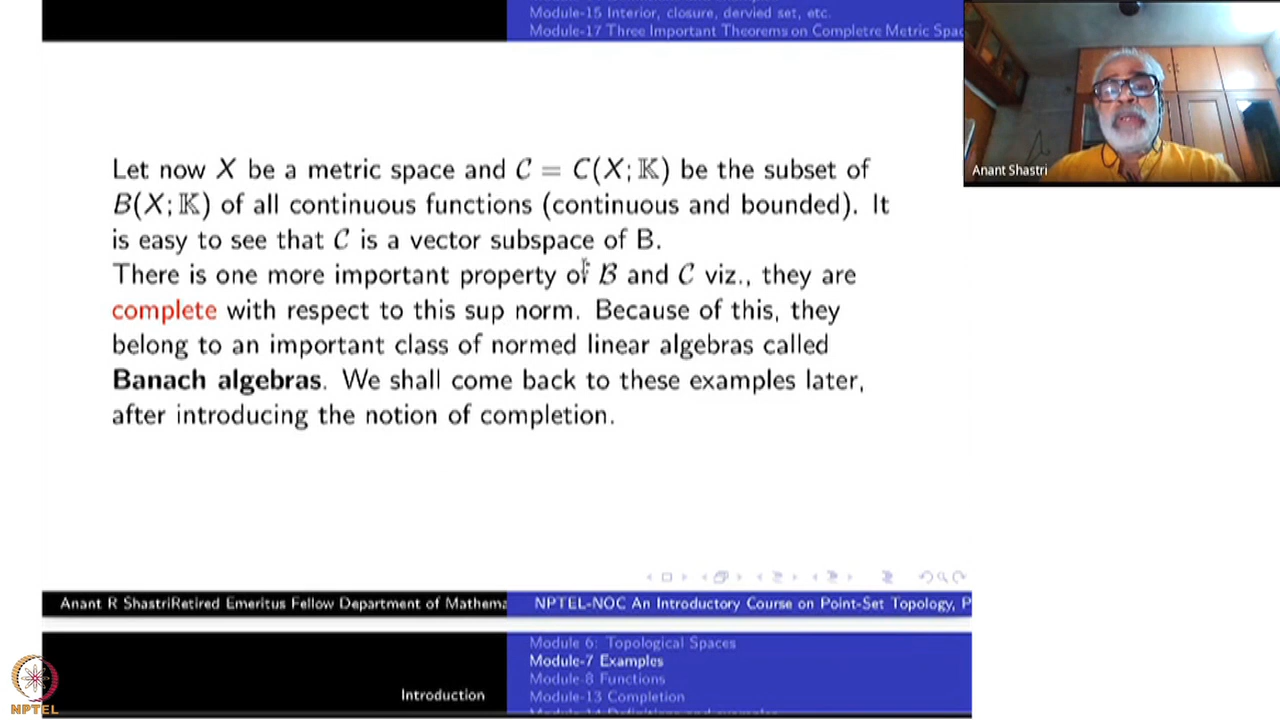 Module-15 Interior, closure, dervied set, etc.
Module-17 Three Important Theorems on Completre Metric Spac
Anant Shastri
Let now X be a metric space and 𝒞 = C(X; 𝕂) be the subset of
B(X; 𝕂) of all continuous functions (continuous and bounded). It
is easy to see that 𝒞 is a vector subspace of B.
There is one more important property of ℬ and 𝒞 viz., they are
complete with respect to this sup norm. Because of this, they
belong to an important class of normed linear algebras called
Banach algebras. We shall come back to these examples later,
after introducing the notion of completion.
Anant R ShastriRetired Emeritus Fellow Department of Mathema
NPTEL-NOC An Introductory Course on Point-Set Topology, P
Module 6: Topological Spaces
Module-7 Examples
Module-8 Functions
Module-13 Completion
Introduction
NPTEL